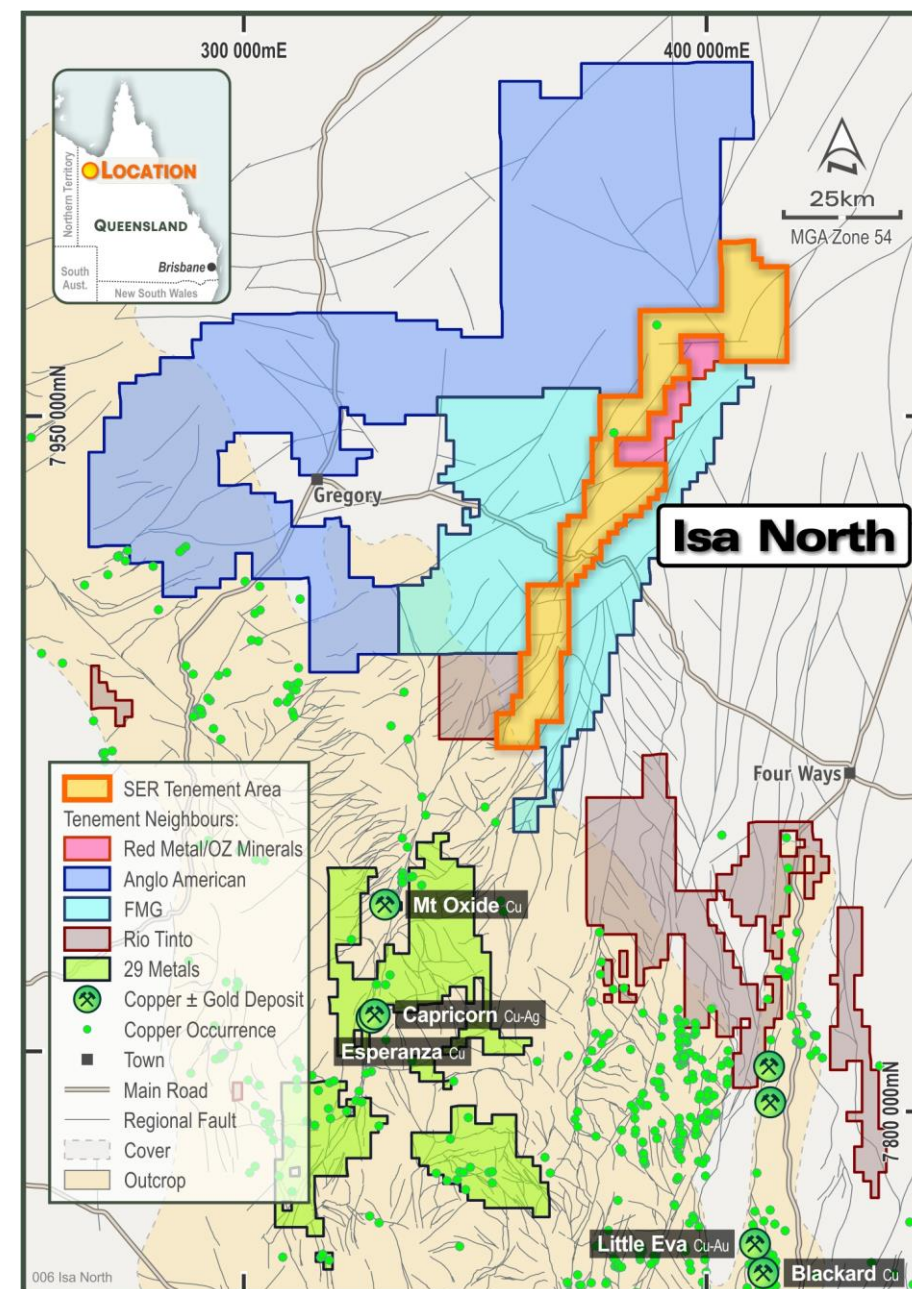 300 000mE
400 000mE
LOCATION
Northern Territory
QUEENSLAND
Brisbane
South
Aust.
New South Wales
25km
MGA Zone 54
7 950 000mN
Gregory
Isa North
Four Ways
SER Tenement Area
Tenement Neighbours:
Red Metal/OZ Minerals
Anglo American
FMG
Rio Tinto
29 Metals
Copper ± Gold Deposit
Copper Occurrence
Town
Main Road
Regional Fault
Cover
Outcrop
Mt Oxide Cu
Capricorn Cu-Ag
Esperanza Cu
7 800 000mN
Little Eva Cu-Au
Blackard Cu
006 Isa North